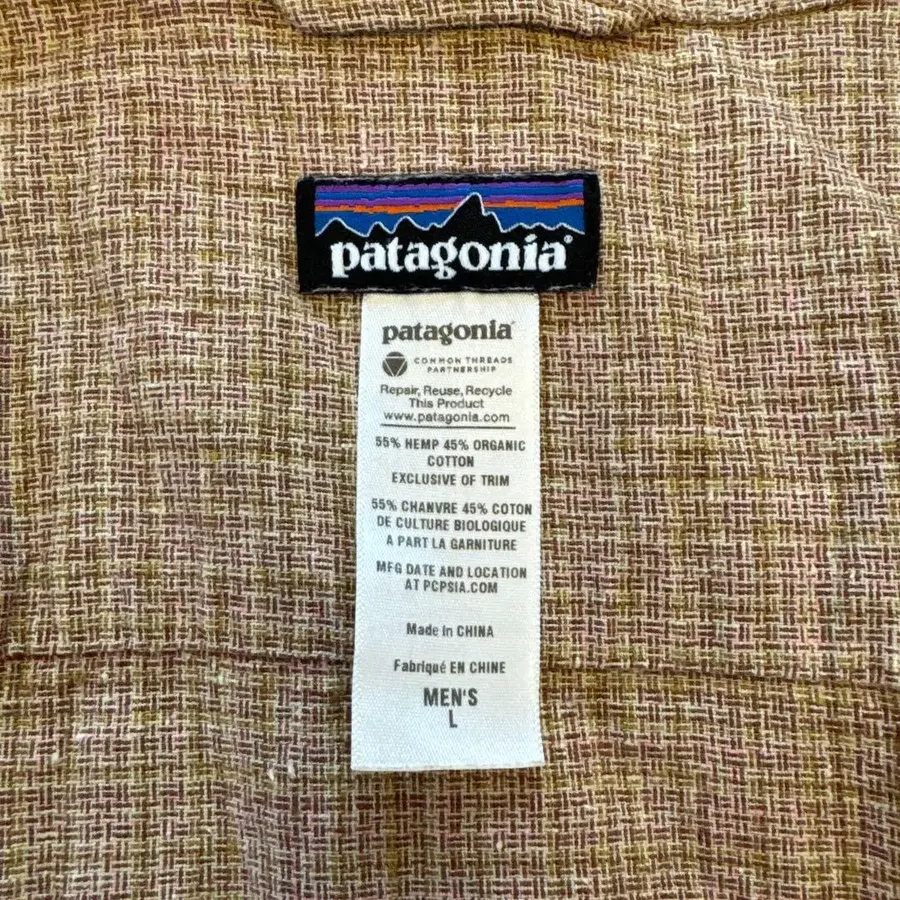 patagonia®
patagonia®
COMMON THREADS
PARTNERSHIP
Repair, Reuse, Recycle
This Product
www.patagonia.com
55% HEMP 45% ORGANIC
COTTON
EXCLUSIVE OF TRIM
55% CHANVRE 45% COTON
DE CULTURE BIOLOGIQUE
A PART LA GARNITURE
MFG DATE AND LOCATION
AT PCPSIA.COM
Made in CHINA
Fabriqué EN CHINE
MEN'S
L